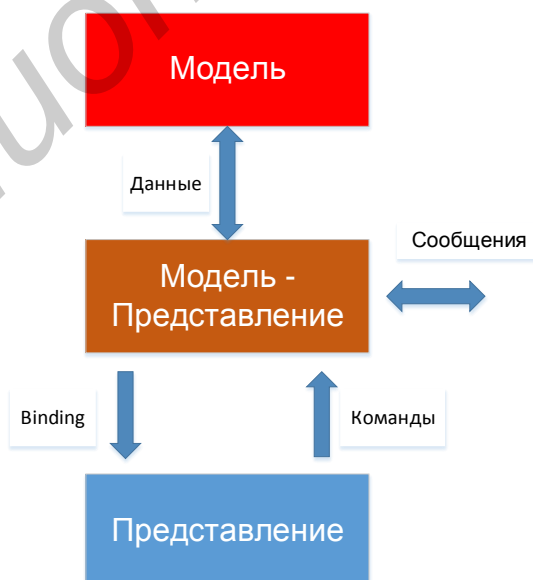 Модель
Данные
Сообщения
Модель -
Представление
Binding
Команды
Представление